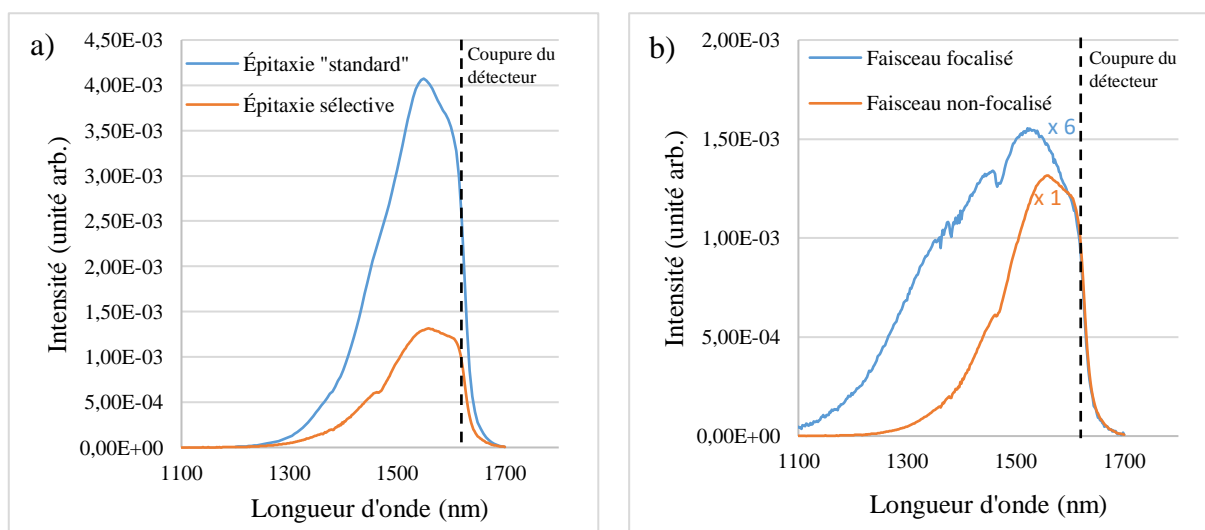 a)
4,50E-03
4,00E-03
3,50E-03
3,00E-03
2,50E-03
2,00E-03
1,50E-03
1,00E-03
5,00E-04
0,00E+00
Épitaxie "standard"
Épitaxie sélective
Coupure du
détecteur
1100
1300
1500
1700
Intensité (unité arb.)
Longueur d'onde (nm)
b)
2,00E-03
1,50E-03
1,00E-03
5,00E-04
0,00E+00
Faisceau focalisé
Faisceau non-focalisé
Coupure du
détecteur
x 6
x 1
1100
1300
1500
1700
Intensité (unité arb.)
Longueur d'onde (nm)